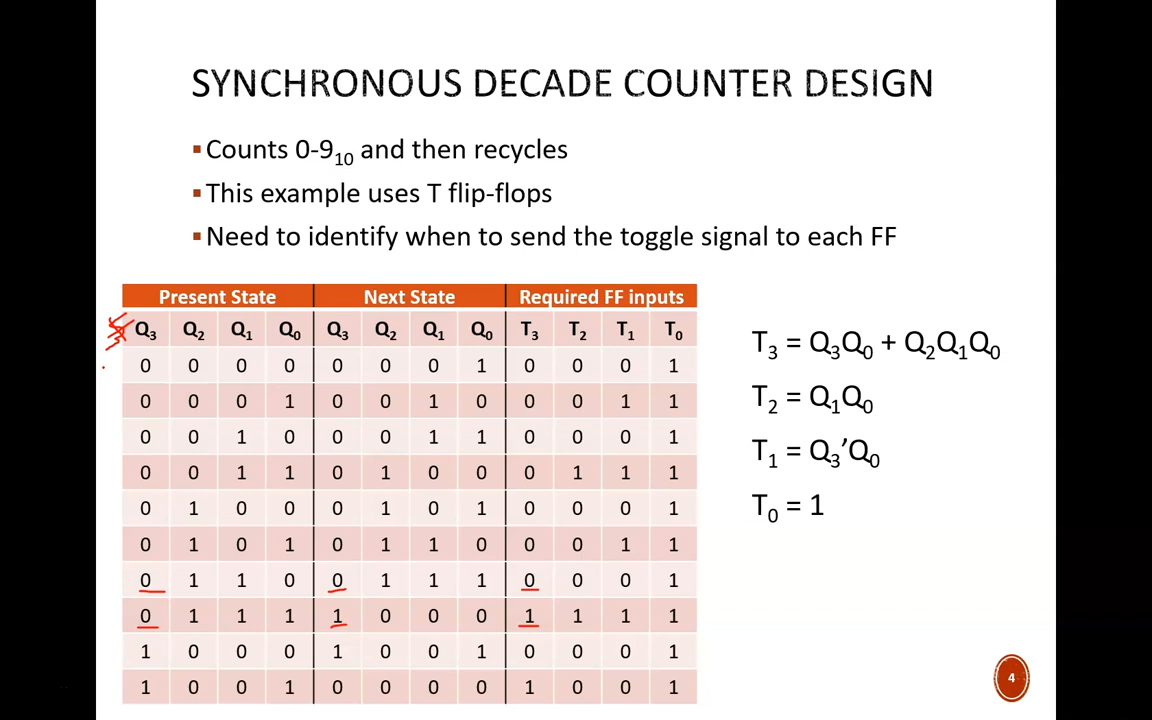 SYNCHRONOUS DECADE COUNTER DESIGN
▪Counts 0-9₁₀ and then recycles
▪This example uses T flip-flops
▪Need to identify when to send the toggle signal to each FF
Present State Next State Required FF inputs
Q₃ Q₂ Q₁ Q₀ Q₃ Q₂ Q₁ Q₀ T₃ T₂ T₁ T₀
0 0 0 0 0 0 0 1 0 0 0 1
0 0 0 1 0 0 1 0 0 0 1 1
0 0 1 0 0 0 1 1 0 0 0 1
0 0 1 1 0 1 0 0 0 1 1 1
0 1 0 0 0 1 0 1 0 0 0 1
0 1 0 1 0 1 1 0 0 0 1 1
0 1 1 0 0 1 1 1 0 0 0 1
0 1 1 1 1 0 0 0 1 1 1 1
1 0 0 0 1 0 0 1 0 0 0 1
1 0 0 1 0 0 0 0 1 0 0 1
T₃ = Q₃Q₀ + Q₂Q₁Q₀
T₂ = Q₁Q₀
T₁ = Q₃’Q₀
T₀ = 1
4